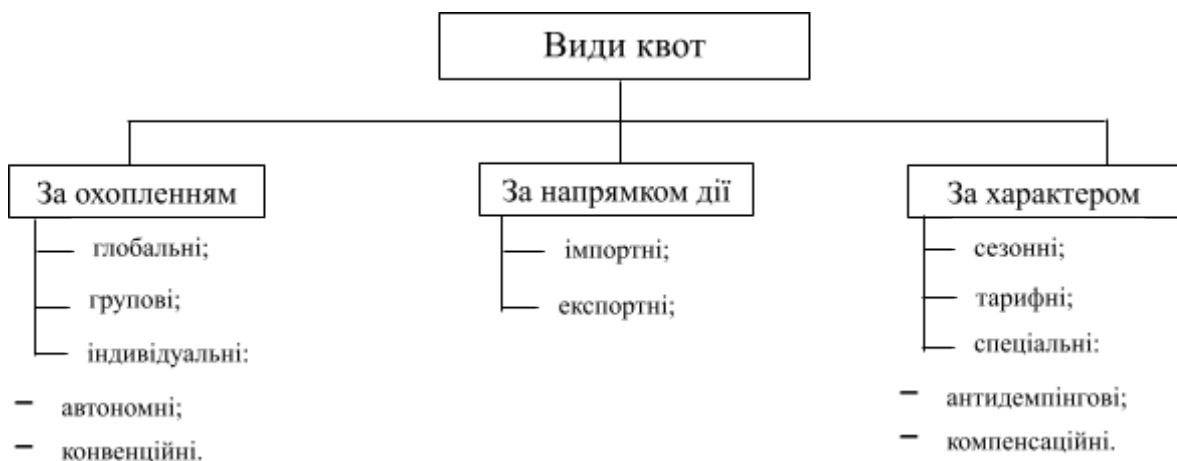 Види квот
За охопленням
глобальні;
групові;
індивідуальні:
– автономні;
– конвенційні.
За напрямком дії
імпортні;
експортні;
За характером
сезонні;
тарифні;
спеціальні:
– антидемпінгові;
– компенсаційні.